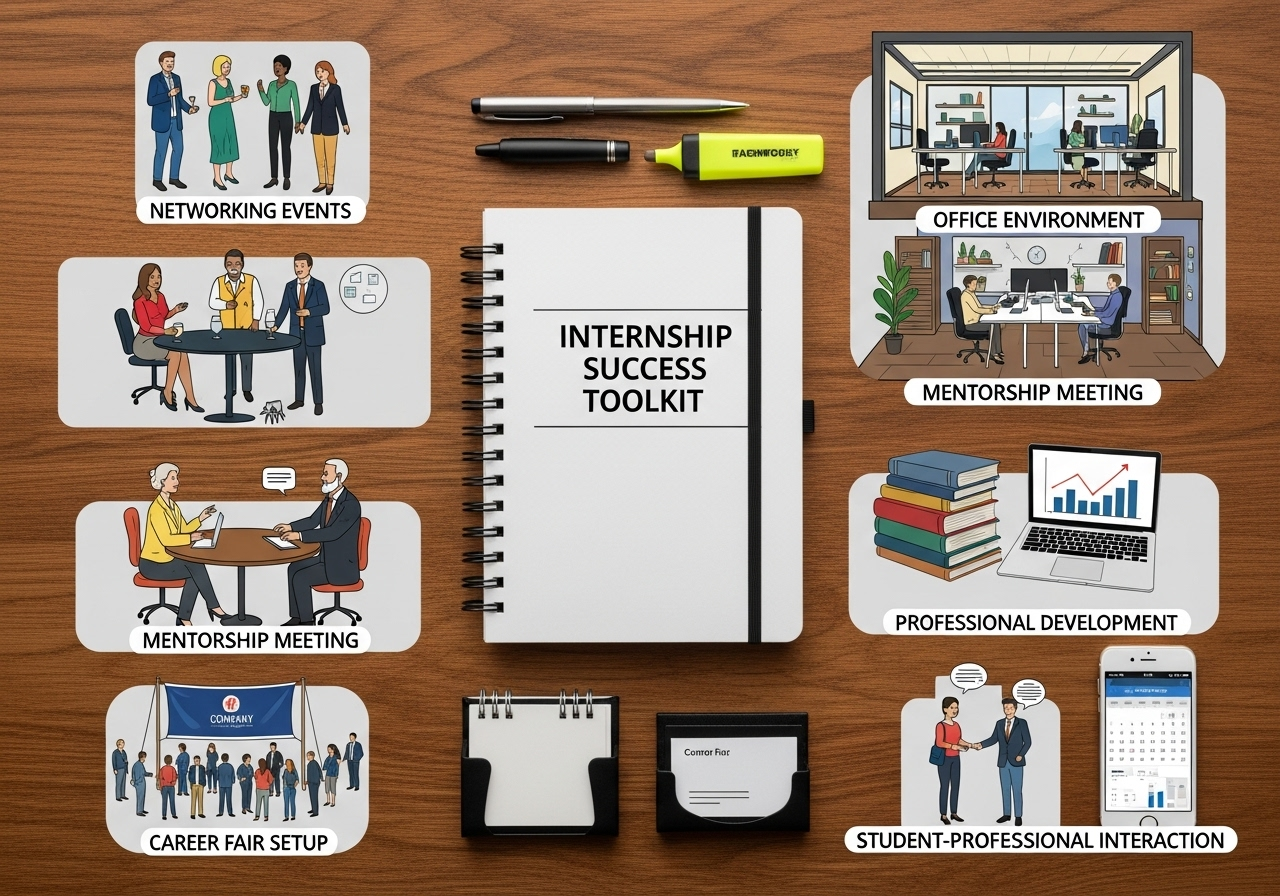 NETWORKING EVENTS
MENTORSHIP MEETING
COMPANY
CAREER FAIR SETUP
INTERNSHIP
SUCCESS
TOOLKIT
OFFICE ENVIRONMENT
MENTORSHIP MEETING
PROFESSIONAL DEVELOPMENT
STUDENT-PROFESSIONAL INTERACTION